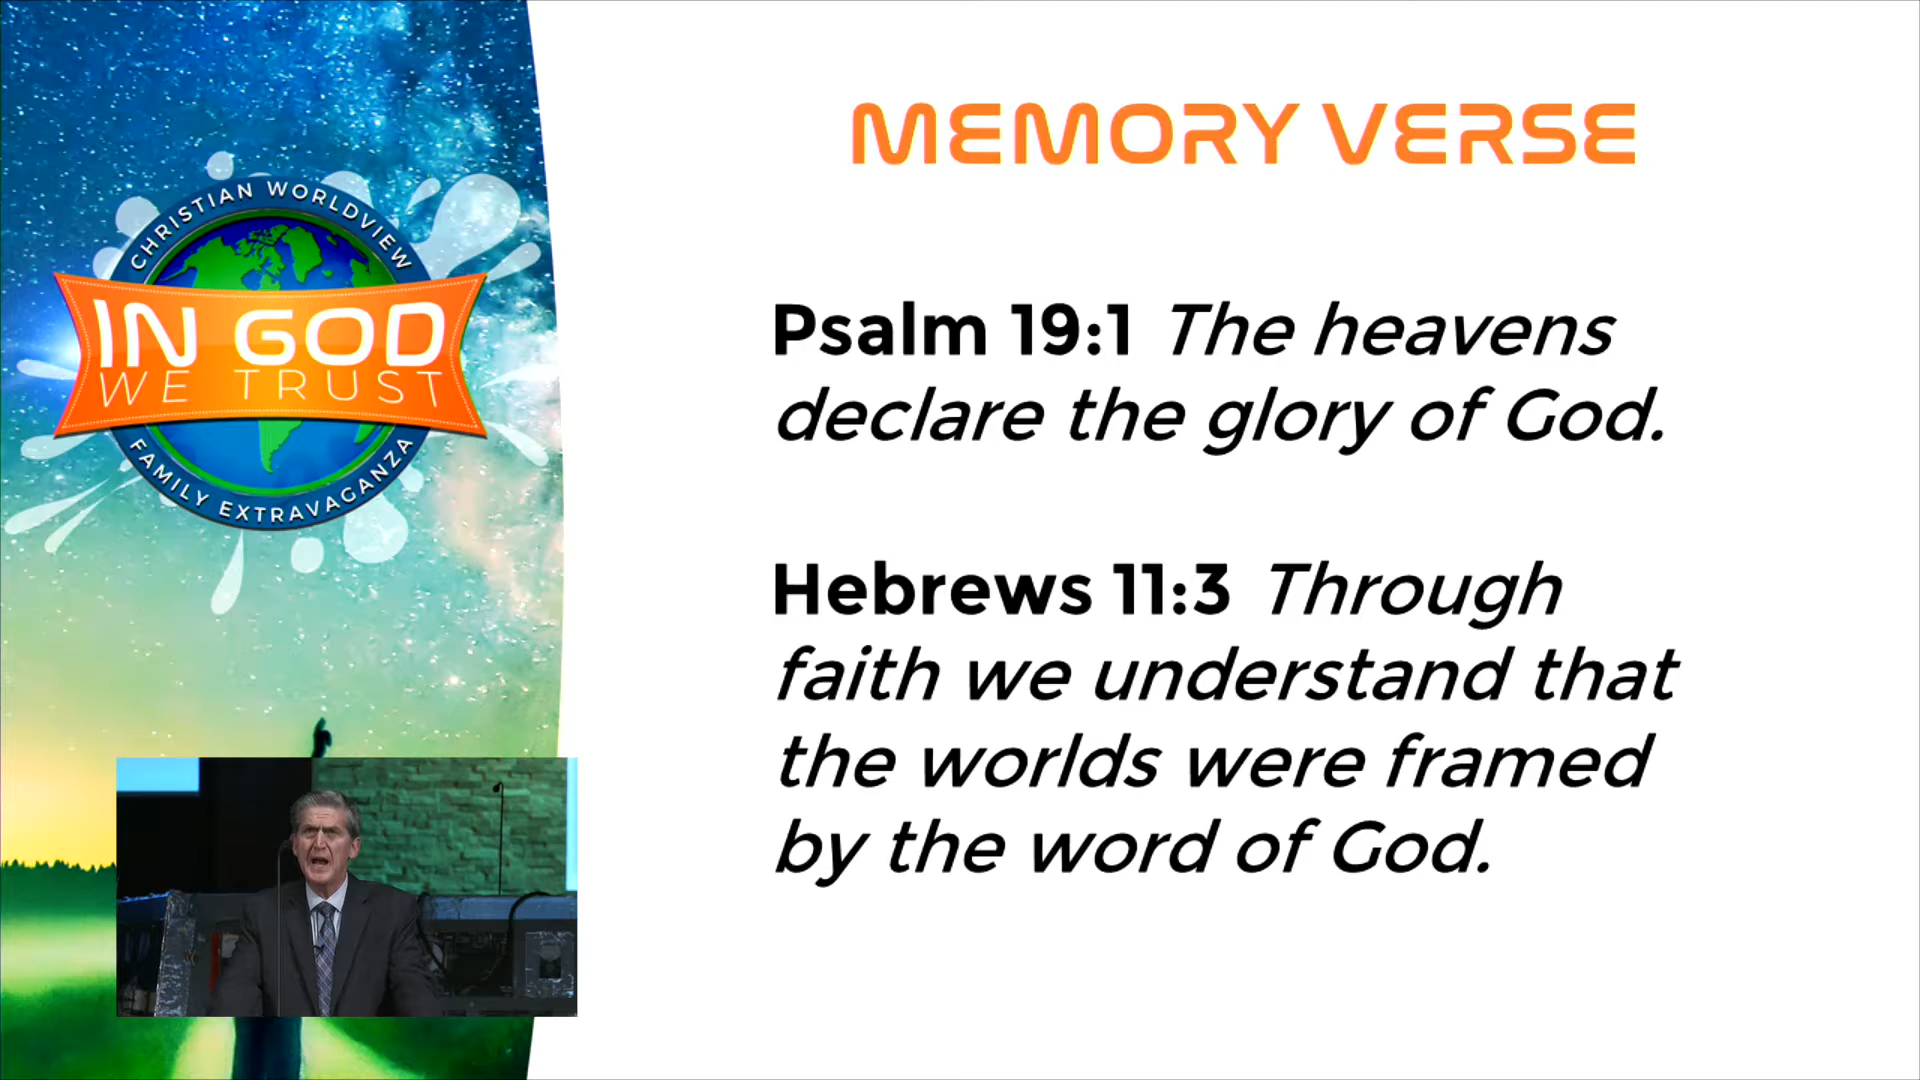 CHRISTIAN WORLDVIEW
IN GOD
WE TRUST
FAMILY EXTRAVAGANZA
MEMORY VERSE
Psalm 19:1 The heavens
declare the glory of God.
Hebrews 11:3 Through
faith we understand that
the worlds were framed
by the word of God.